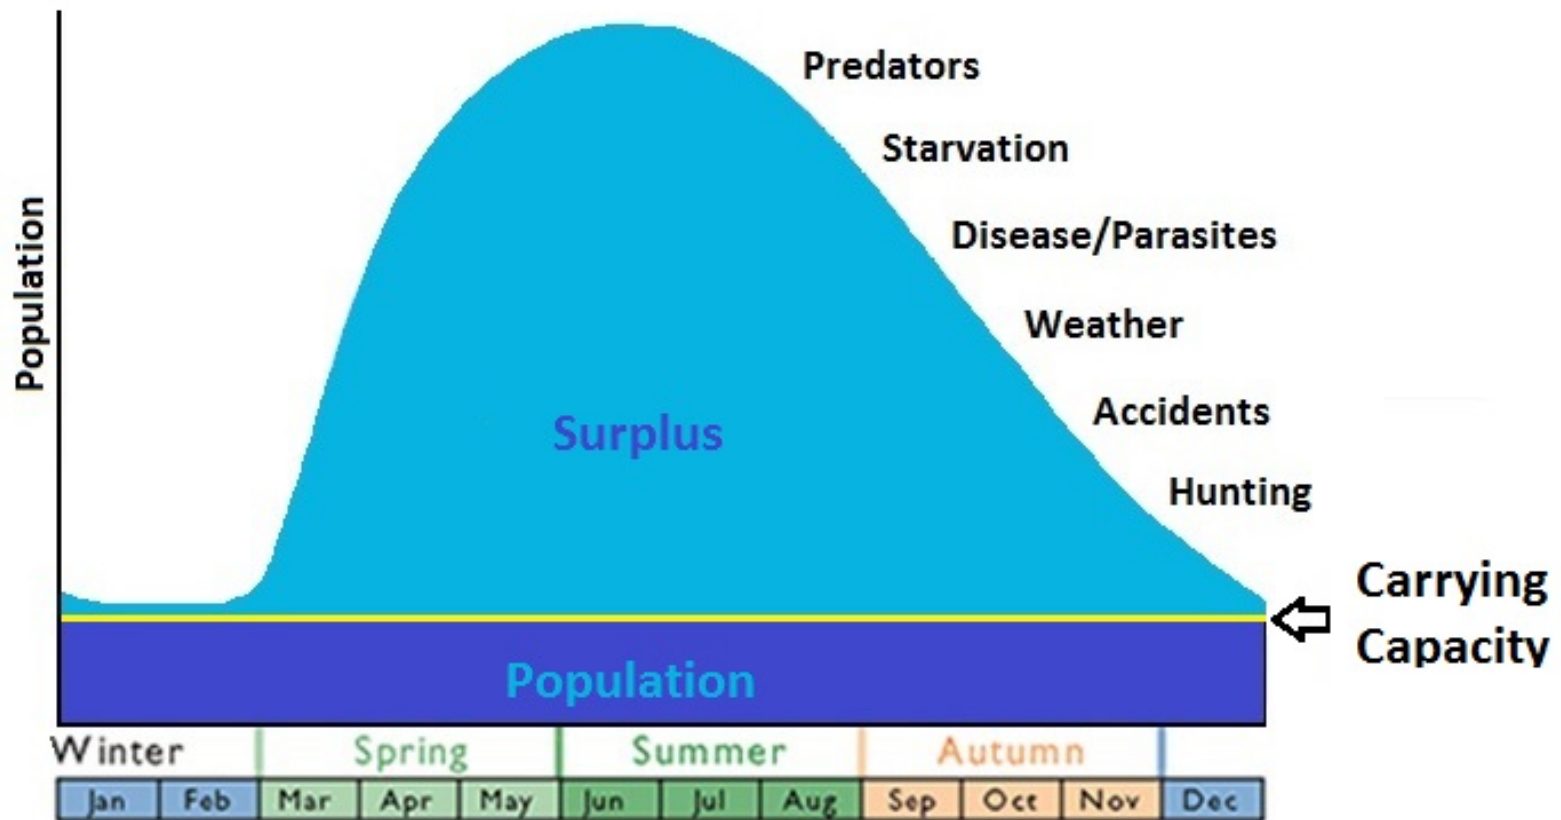 Population
Predators
Starvation
Disease/Parasites
Weather
Accidents
Hunting
Surplus
Carrying
Capacity
Population
Winter Spring Summer Autumn
Jan Feb Mar Apr May Jun Jul Aug Sep Oct Nov Dec